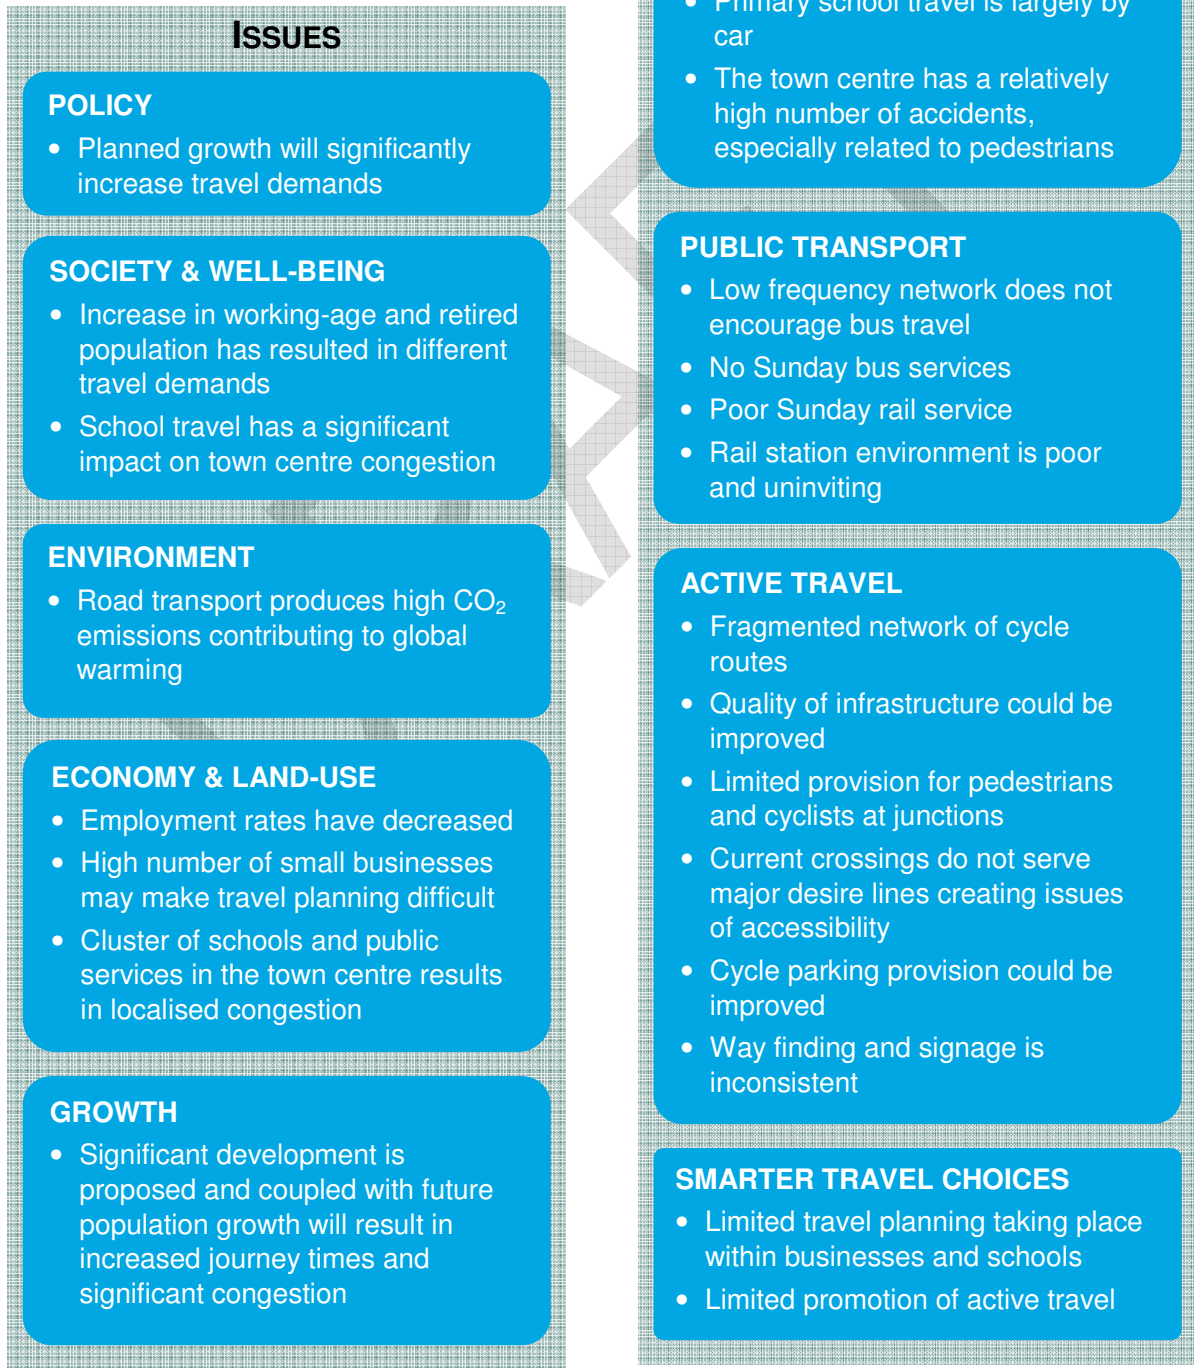 ISSUES
POLICY
• Planned growth will significantly
increase travel demands
SOCIETY & WELL-BEING
• Increase in working-age and retired
population has resulted in different
travel demands
• School travel has a significant
impact on town centre congestion
ENVIRONMENT
• Road transport produces high CO₂
emissions contributing to global
warming
ECONOMY & LAND-USE
• Employment rates have decreased
• High number of small businesses
may make travel planning difficult
• Cluster of schools and public
services in the town centre results
in localised congestion
GROWTH
• Significant development is
proposed and coupled with future
population growth will result in
increased journey times and
significant congestion
• Primary school travel is largely by
car
• The town centre has a relatively
high number of accidents,
especially related to pedestrians
PUBLIC TRANSPORT
• Low frequency network does not
encourage bus travel
• No Sunday bus services
• Poor Sunday rail service
• Rail station environment is poor
and uninviting
ACTIVE TRAVEL
• Fragmented network of cycle
routes
• Quality of infrastructure could be
improved
• Limited provision for pedestrians
and cyclists at junctions
• Current crossings do not serve
major desire lines creating issues
of accessibility
• Cycle parking provision could be
improved
• Way finding and signage is
inconsistent
SMARTER TRAVEL CHOICES
• Limited travel planning taking place
within businesses and schools
• Limited promotion of active travel